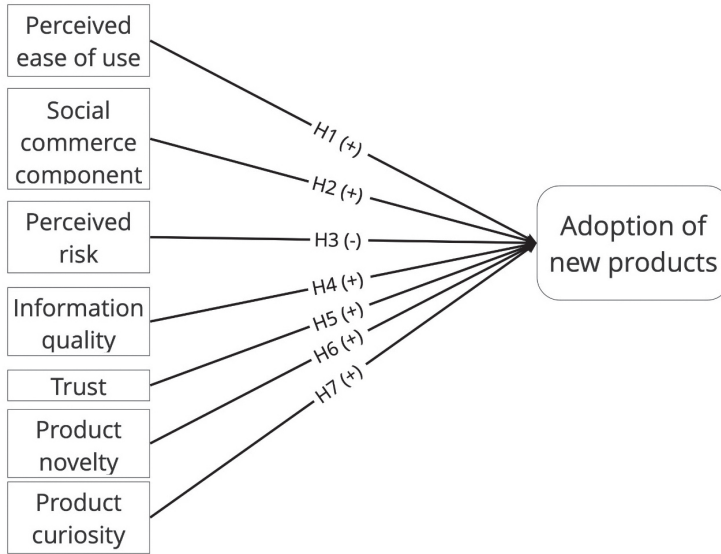 Perceived
ease of use
H1 (+)
Social
commerce
component
H2 (+)
Perceived
risk
H3 (-)
Adoption of
new products
Information
quality
H4 (+)
Trust
H5 (+)
Product
novelty
H6 (+)
Product
curiosity
H7 (+)